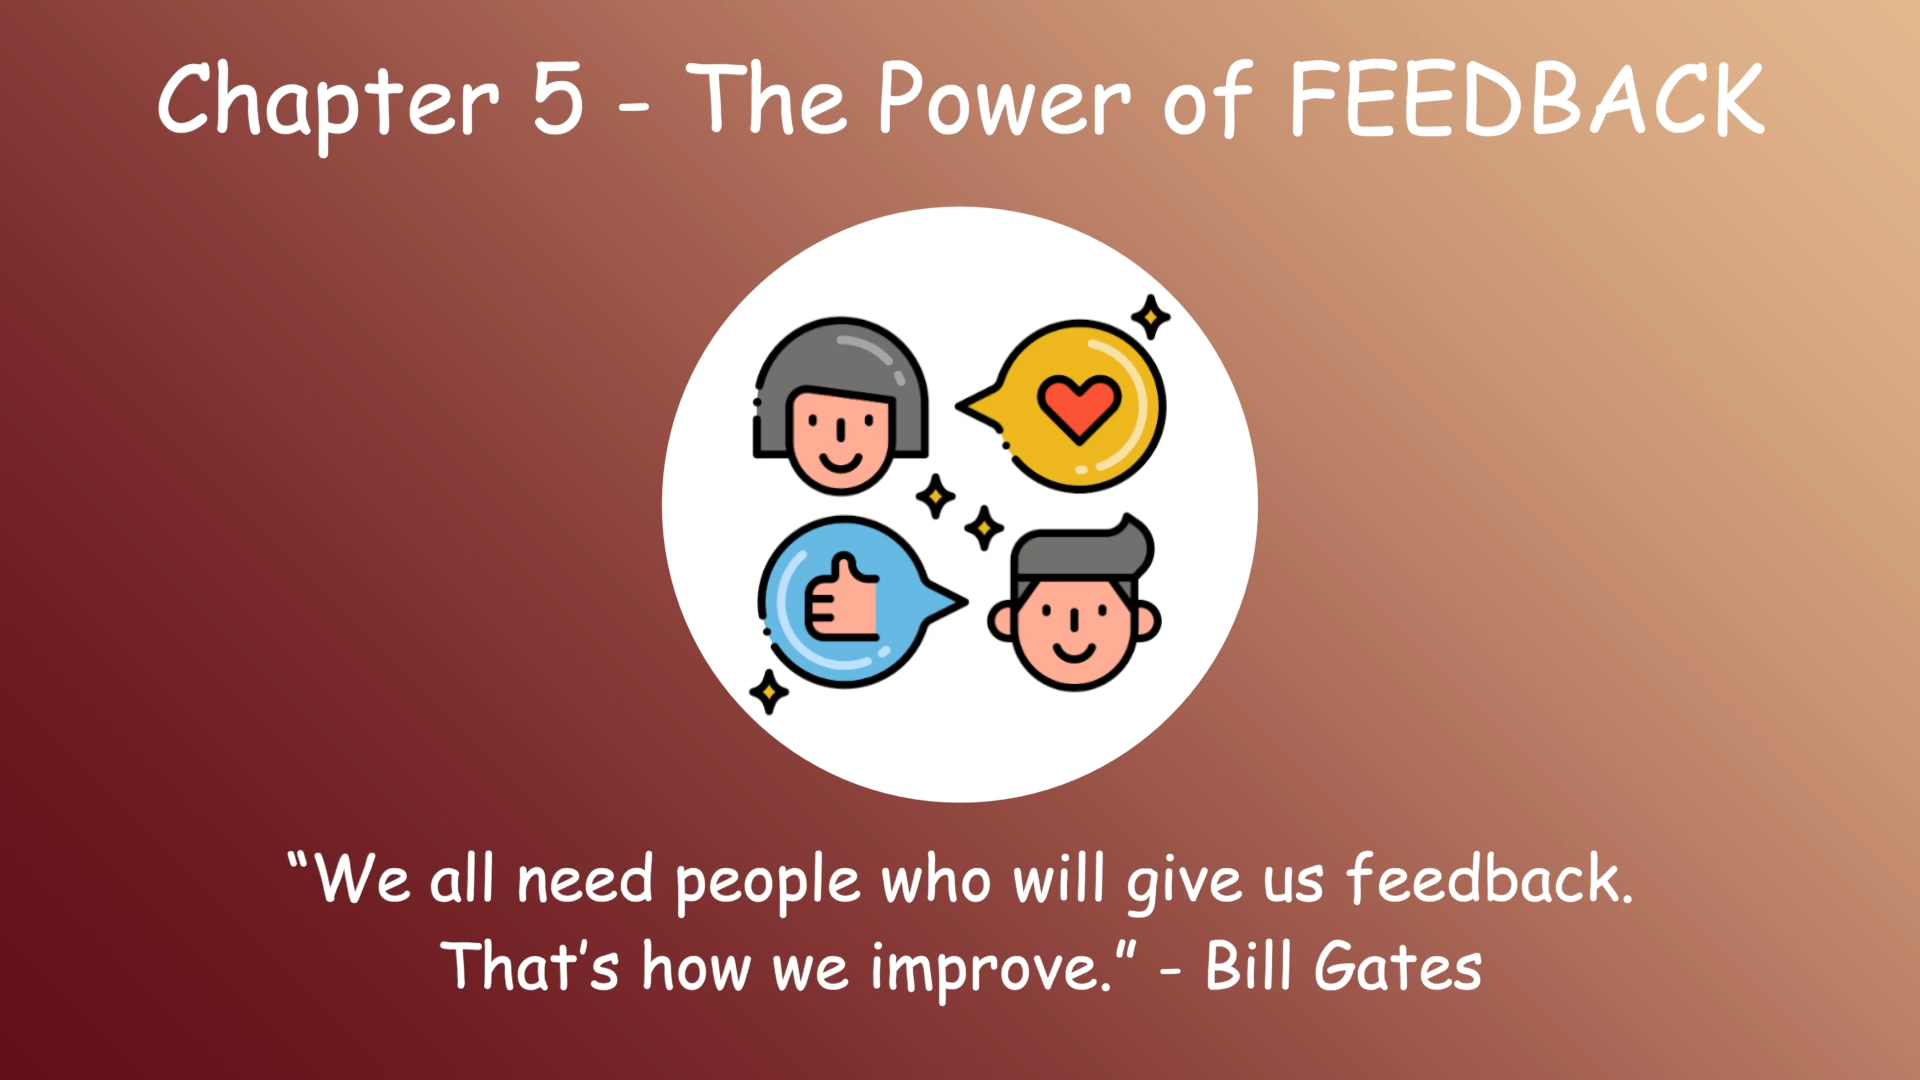 Chapter 5 - The Power of FEEDBACK
“We all need people who will give us feedback.
That’s how we improve.” - Bill Gates